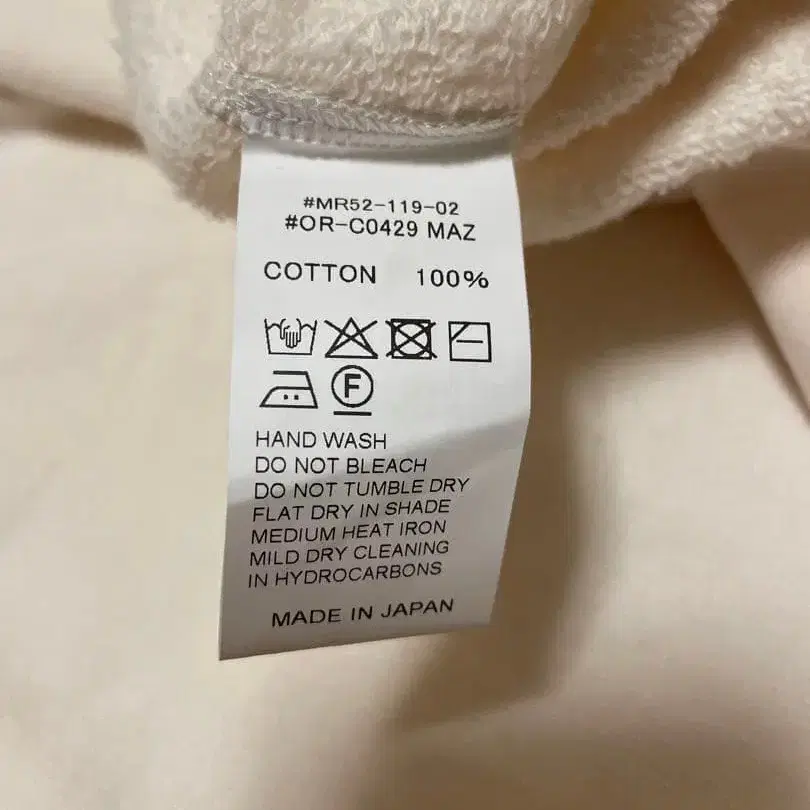 #MR52-119-02
#OR-C0429 MAZ
COTTON 100%
F
HAND WASH
DO NOT BLEACH
DO NOT TUMBLE DRY
FLAT DRY IN SHADE
MEDIUM HEAT IRON
MILD DRY CLEANING
IN HYDROCARBONS
MADE IN JAPAN